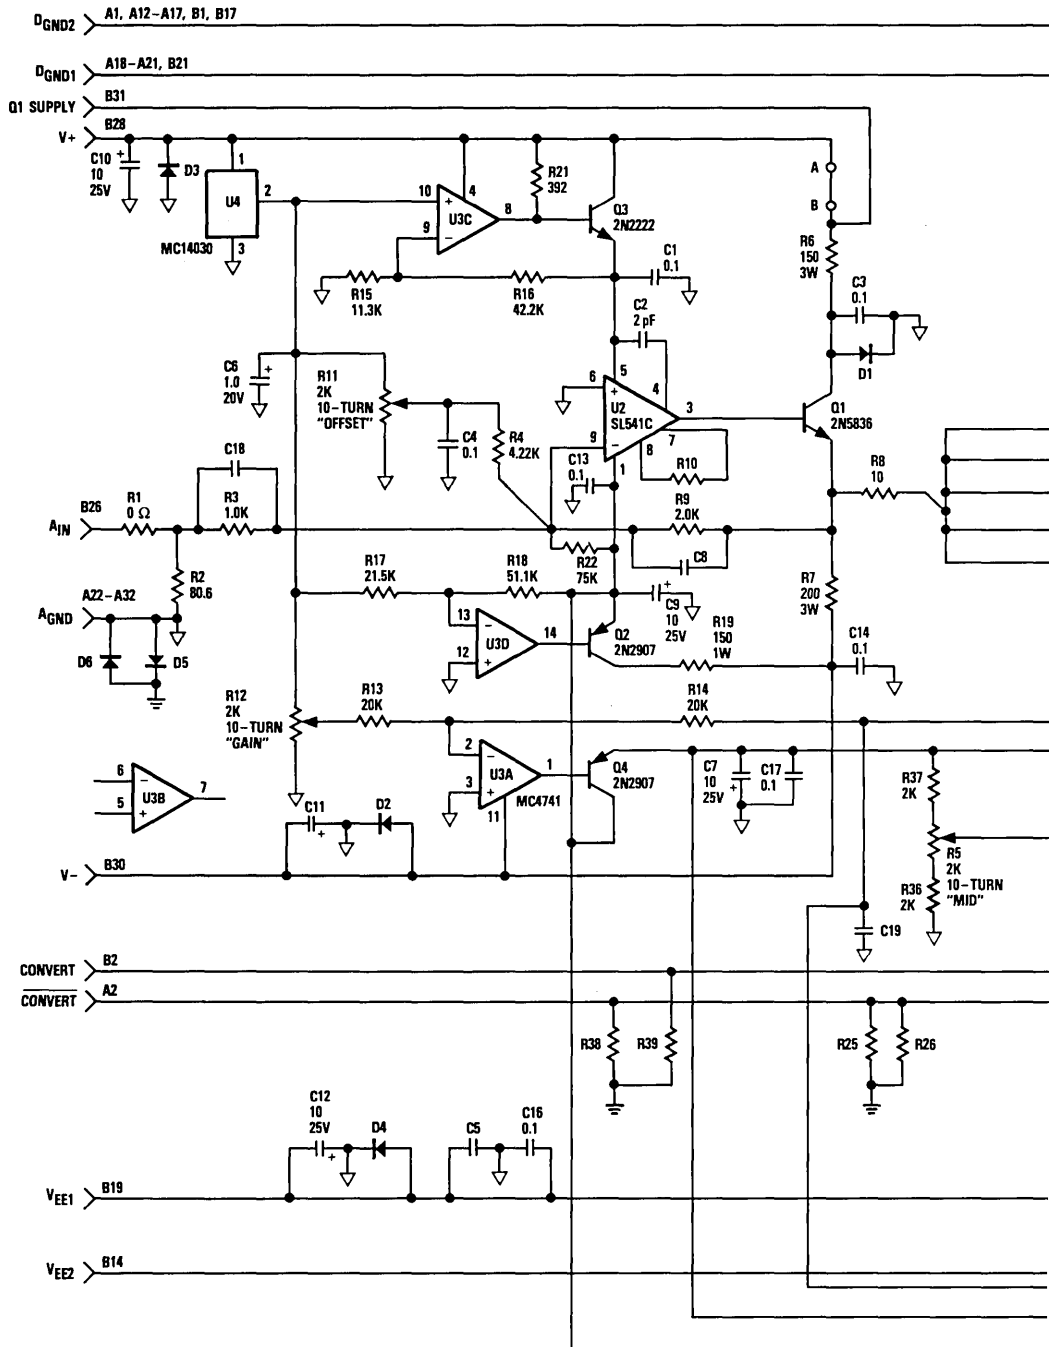 DGND2 A1, A12-A17, B1, B17
DGND1 A18-A21, B21
Q1 SUPPLY B31
V+ B28
C10
10
25V
+
D3
1
U4
2
3
MC14030
10
+
4
U3C
9
-
8
R21
392
Q3
2N2222
A
B
R6
150
3W
R15
11.3K
R16
42.2K
C1
0.1
C2
2 pF
C3
0.1
D1
C6
1.0
20V
+
R11
2K
10-TURN
"OFFSET"
C4
0.1
R4
4.22K
6
+
5
4
U2
SL541C
3
9
-
8
7
1
C13
0.1
R10
Q1
2N5836
R8
10
C18
AIN B26
R1
0 Ω
R3
1.0K
R9
2.0K
C8
R22
75K
R2
80.6
AGND A22-A32
D6
D5
R17
21.5K
R18
51.1K
13
-
U3D
12
+
14
C9
10
25V
+
Q2
2N2907
R19
150
1W
R7
200
3W
C14
0.1
R12
2K
10-TURN
"GAIN"
R13
20K
R14
20K
2
-
U3A
3
+
1
11
MC4741
Q4
2N2907
C7
10
25V
+
C17
0.1
R37
2K
R5
2K
10-TURN
"MID"
R36
2K
6
-
U3B
5
+
7
C11
+
D2
V- B30
C19
CONVERT B2
CONVERT A2
R38
R39
R25
R26
C12
10
25V
+
D4
C5
C16
0.1
VEE1 B19
VEE2 B14